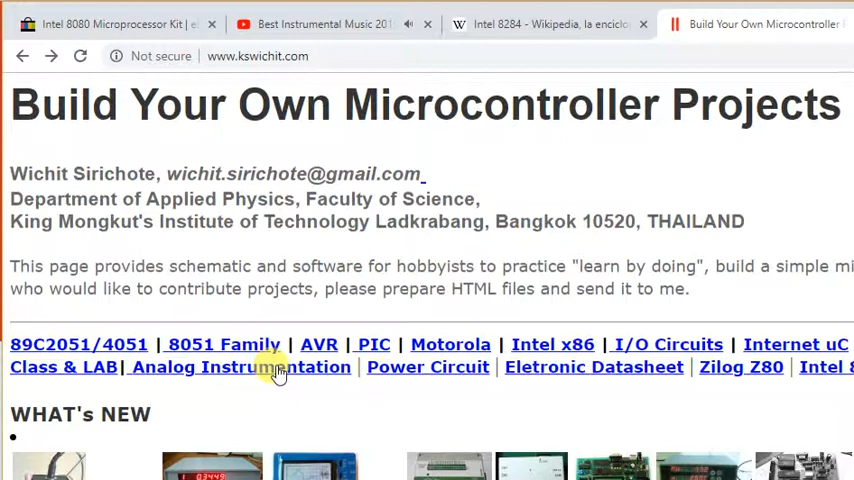 Intel 8080 Microprocessor Kit | e
Best Instrumental Music 201
Intel 8284 - Wikipedia, la enciclo
Build Your Own Microcontroller
Not secure
www.kswichit.com
Build Your Own Microcontroller Projects
Wichit Sirichote, wichit.sirichote@gmail.com
Department of Applied Physics, Faculty of Science,
King Mongkut's Institute of Technology Ladkrabang, Bangkok 10520, THAILAND
This page provides schematic and software for hobbyists to practice "learn by doing", build a simple mi
who would like to contribute projects, please prepare HTML files and send it to me.
89C2051/4051 | 8051 Family | AVR | PIC | Motorola | Intel x86 | I/O Circuits | Internet uC
Class & LAB| Analog Instrumentation | Power Circuit | Eletronic Datasheet | Zilog Z80 | Intel 8
WHAT's NEW